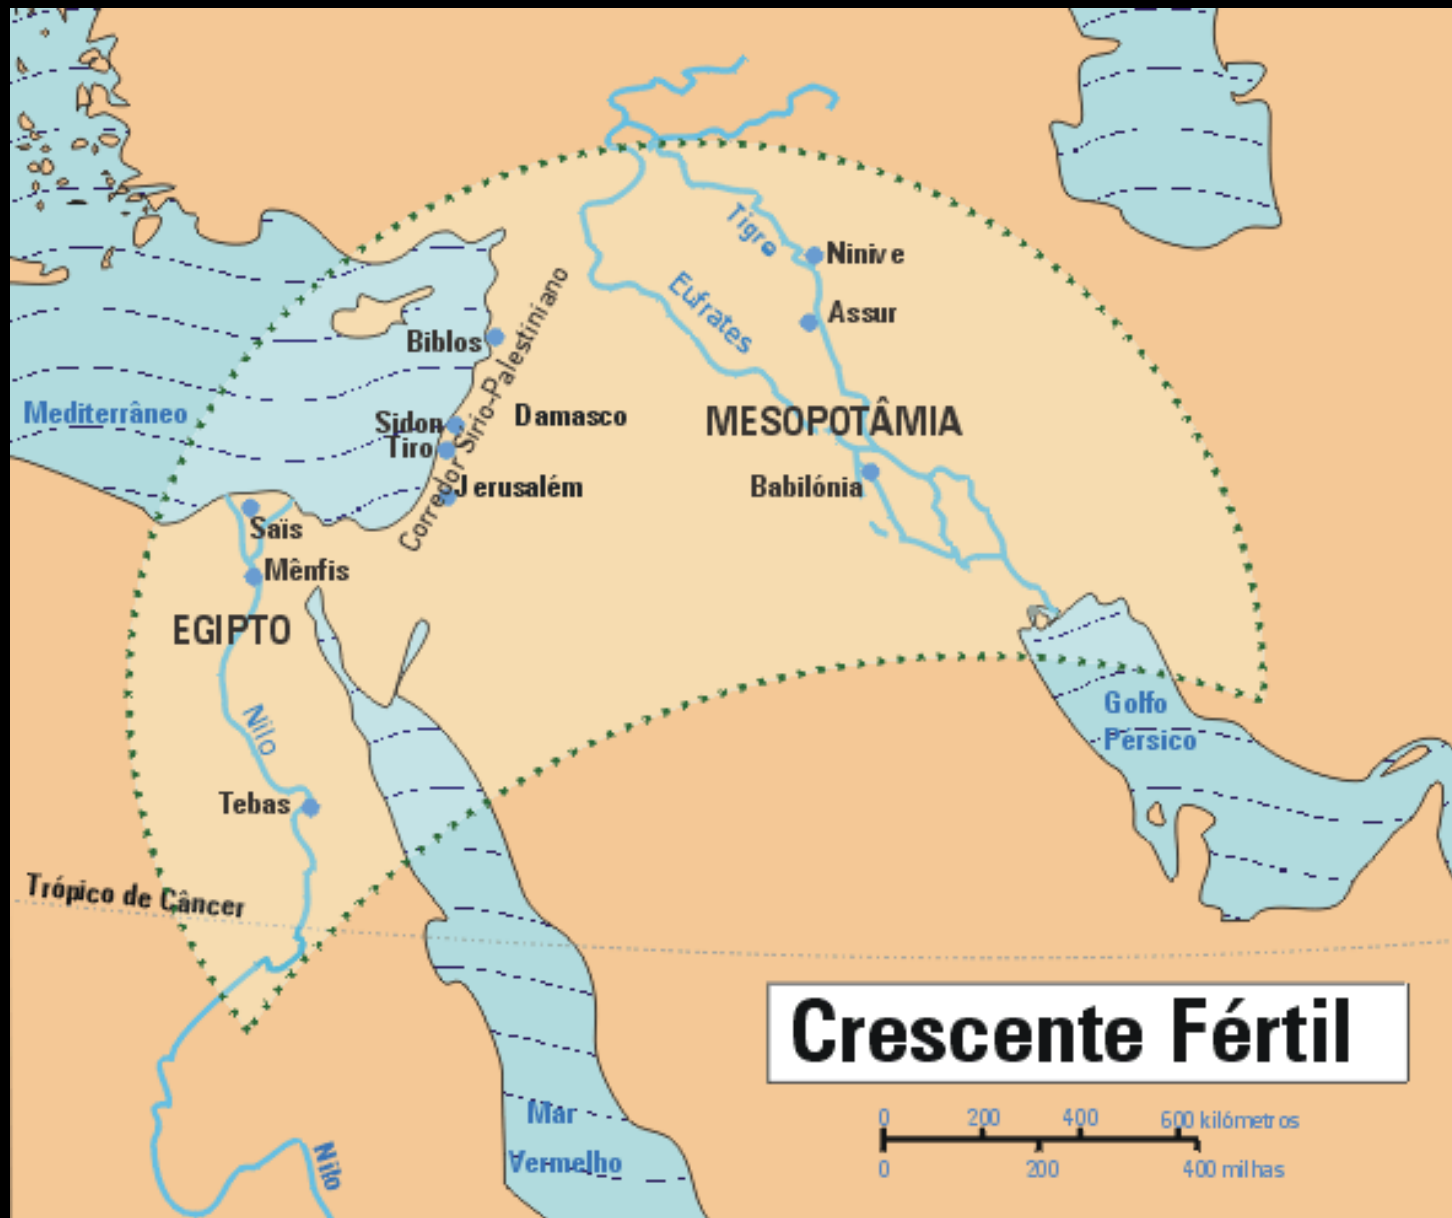 Tigre
Ninive
Eufrates
Assur
Biblos
Corredor Sírio-Palestiniano
Mediterrâneo
Sidon
Damasco
MESOPOTÂMIA
Tiro
Jerusalém
Babilónia
Saïs
Mênfis
EGIPTO
Nilo
Golfo
Pérsico
Tebas
Trópico de Câncer
Crescente Fértil
Mar
Vermelho
Nilo
0 200 400 600 kilómetros
0 200 400 milhas